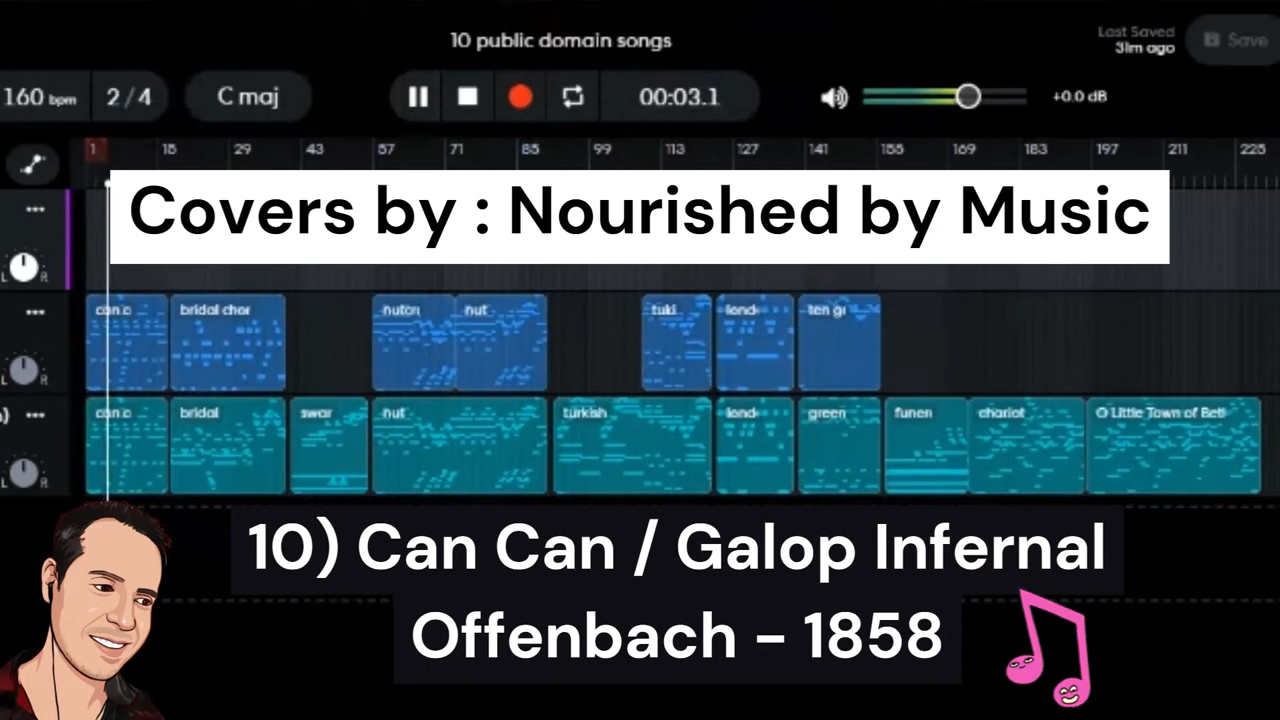 10 public domain songs
Last Saved
31m ago
Save
160 bpm
2 / 4
C maj
00:03.1
+0.0 dB
1 15 29 43 57 71 85 99 113 127 141 155 169 183 197 211 225
Covers by : Nourished by Music
L R
can c bridal chor nut nut tuki lond ten gr
L R
can c bridal swar nut turkish lond green funen chariot O Little Town of Betl
L R
10) Can Can / Galop Infernal
Offenbach – 1858